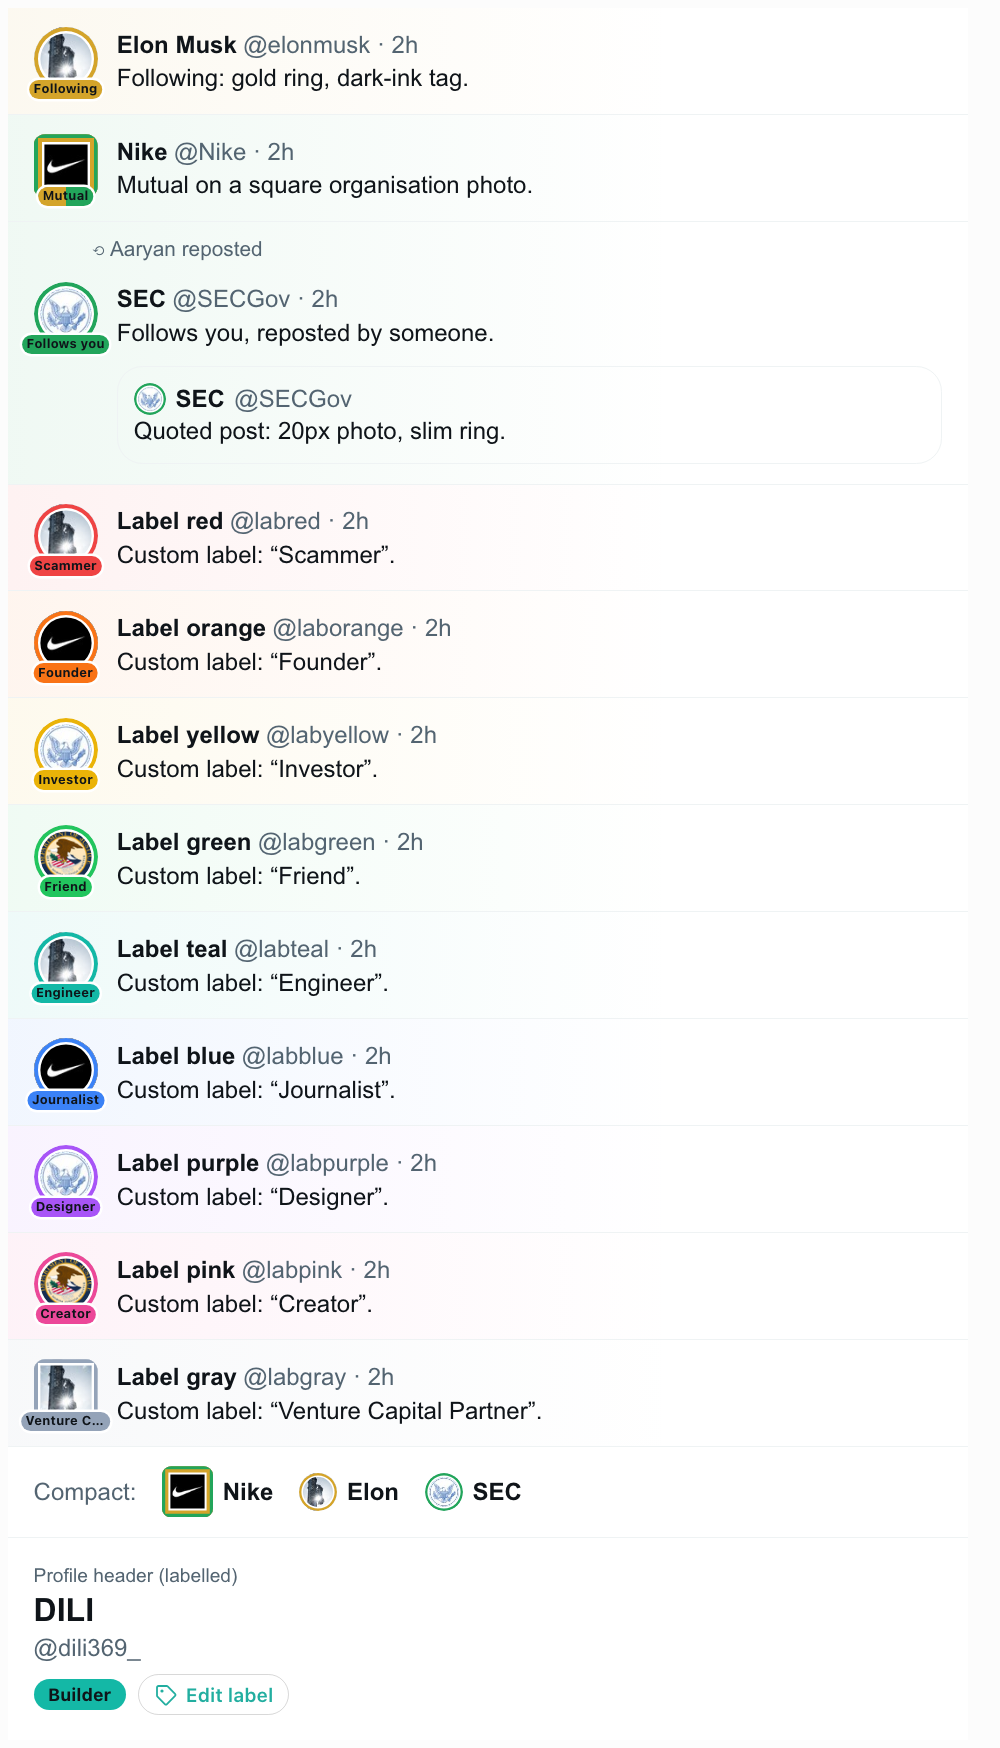 Elon Musk @elonmusk · 2h
Following: gold ring, dark-ink tag.
Following
Nike @Nike · 2h
Mutual on a square organisation photo.
Mutual
Aaryan reposted
SEC @SECGov · 2h
Follows you, reposted by someone.
Follows you
SEC @SECGov
Quoted post: 20px photo, slim ring.
Label red @labred · 2h
Custom label: “Scammer”.
Scammer
Label orange @laborange · 2h
Custom label: “Founder”.
Founder
Label yellow @labyellow · 2h
Custom label: “Investor”.
Investor
Label green @labgreen · 2h
Custom label: “Friend”.
Friend
Label teal @labteal · 2h
Custom label: “Engineer”.
Engineer
Label blue @labblue · 2h
Custom label: “Journalist”.
Journalist
Label purple @labpurple · 2h
Custom label: “Designer”.
Designer
Label pink @labpink · 2h
Custom label: “Creator”.
Creator
Label gray @labgray · 2h
Custom label: “Venture Capital Partner”.
Venture C...
Compact: Nike Elon SEC
Profile header (labelled)
DILI
@dili369_
Builder Edit label